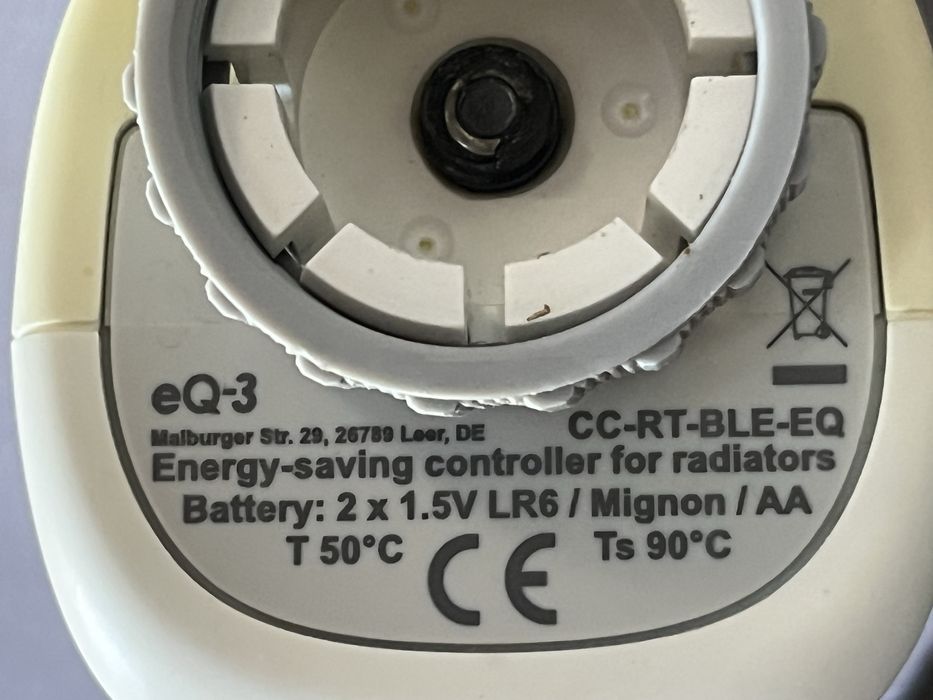 eQ-3
Maiburger Str. 29, 26789 Leer, DE
CC-RT-BLE-EQ
Energy-saving controller for radiators
Battery: 2 x 1.5V LR6 / Mignon / AA
T 50°C CE Ts 90°C